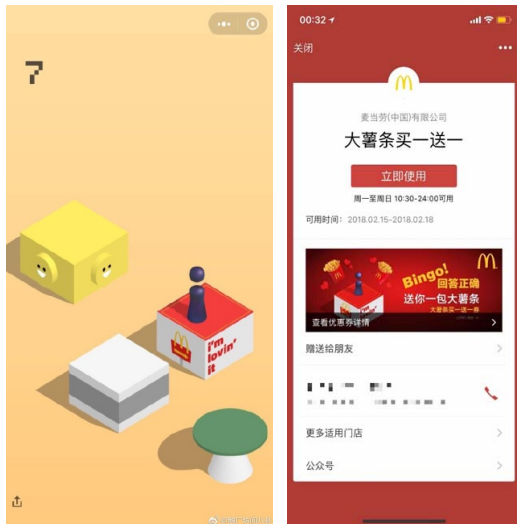 7
i'm
lovin'
it
00:32
关闭
麦当劳(中国)有限公司
大薯条买一送一
立即使用
周一至周日 10:30-24:00可用
可用时间: 2018.02.15-2018.02.18
Bingo!
回答正确
送你一包大薯条
大薯条买一送一券
查看优惠券详情
赠送给朋友
更多适用门店
公众号